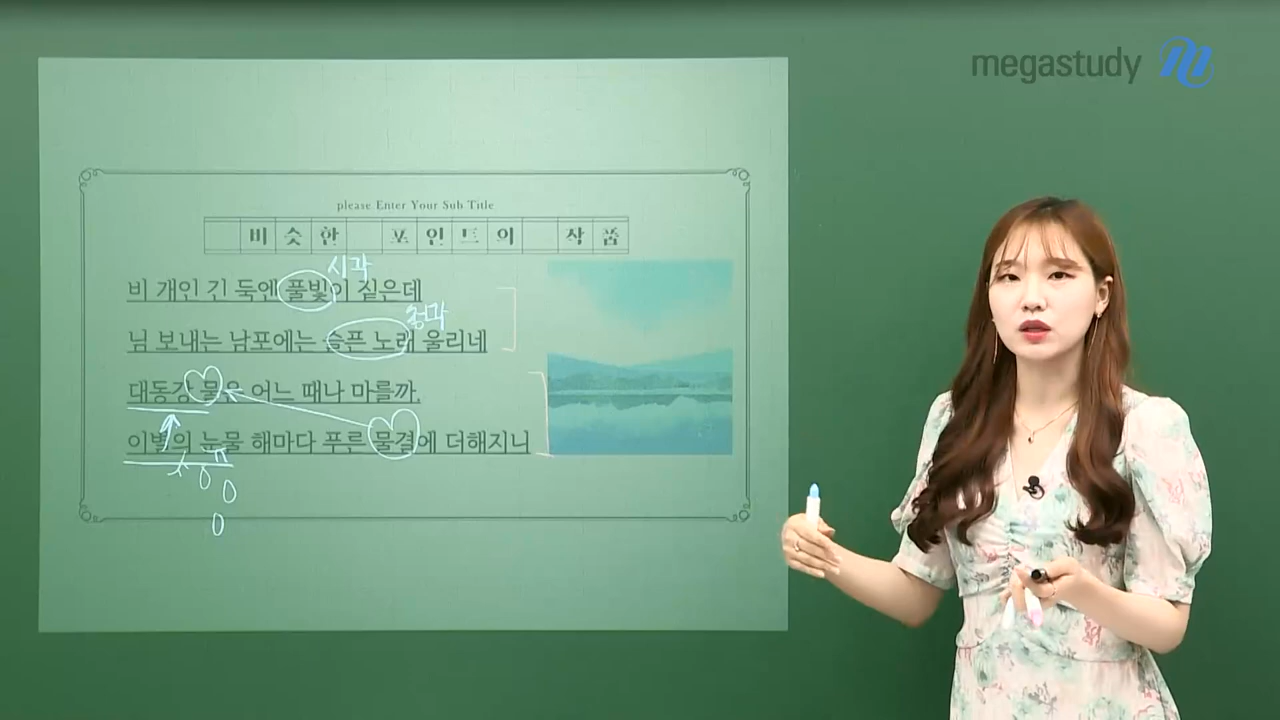 megastudy
please Enter Your Sub Title
비슷한 포인트의 작품
시각
비 개인 긴 둑엔 풀빛이 짙은데
청각
님 보내는 남포에는 슬픈 노래 울리네
대동강 물은 어느 때나 마를까.
이별의 눈물 해마다 푸른 물결에 더해지니